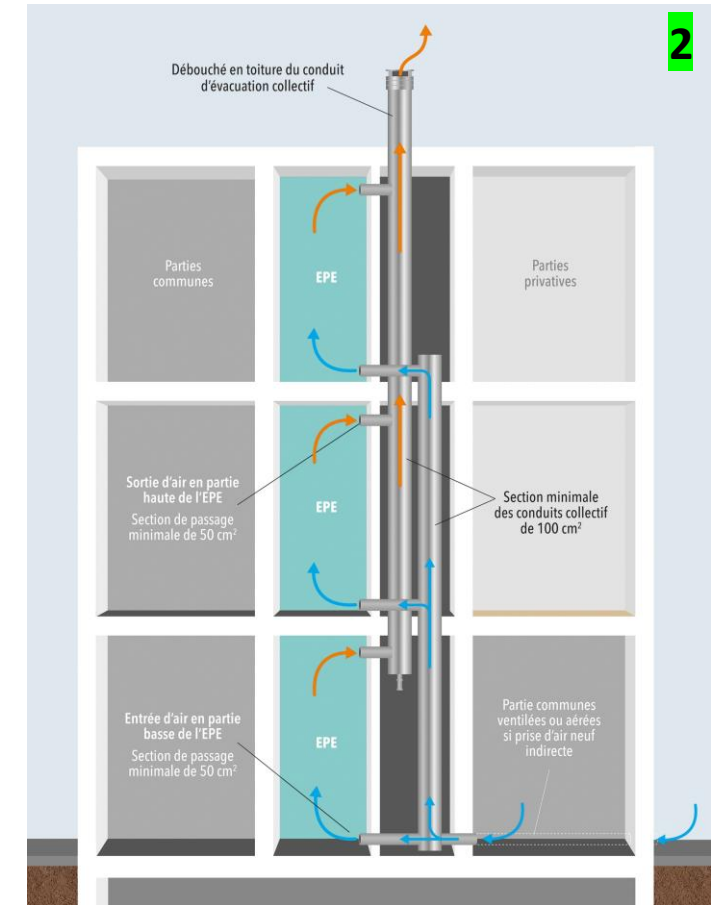 2
Débouché en toiture du conduit
d'évacuation collectif
Parties
communes
EPE
Parties
privatives
Sortie d'air en partie
haute de l'EPE
Section de passage
minimale de 50 cm²
EPE
Section minimale
des conduits collectif
de 100 cm²
Entrée d'air en partie
basse de l'EPE
Section de passage
minimale de 50 cm²
EPE
Partie communes
ventilées ou aérées
si prise d'air neuf
indirecte